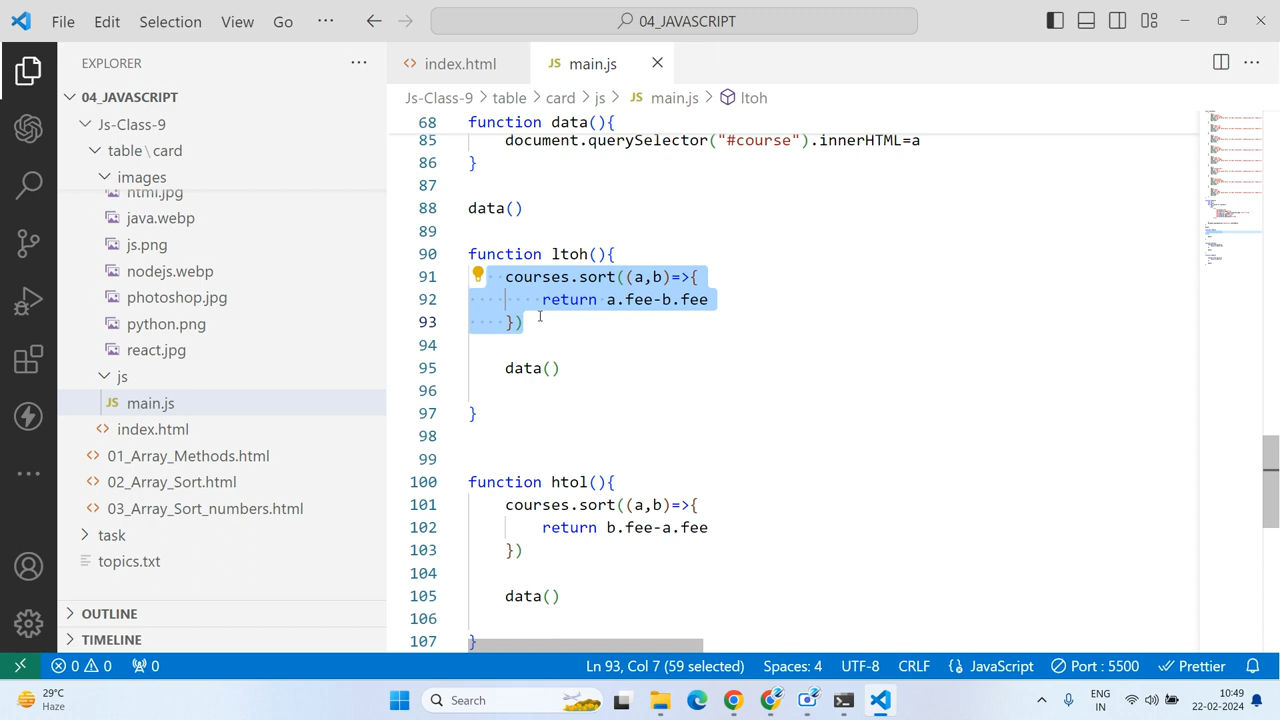 File Edit Selection View Go ··· 04_JAVASCRIPT
EXPLORER ···
04_JAVASCRIPT
Js-Class-9
table\card
images
html.jpg
java.webp
js.png
nodejs.webp
photoshop.jpg
python.png
react.jpg
js
JS main.js
<> index.html
<> 01_Array_Methods.html
<> 02_Array_Sort.html
<> 03_Array_Sort_numbers.html
task
topics.txt
OUTLINE
TIMELINE
<> index.html JS main.js ···
Js-Class-9 > table > card > js > JS main.js > ltoh
68 function data(){
85 document.querySelector("#course").innerHTML=a
86 }
87
88 data()
89
90 function ltoh(){
91 courses.sort((a,b)=>{
92 return a.fee-b.fee
93 })
94
95 data()
96
97 }
98
99
100 function htol(){
101 courses.sort((a,b)=>{
102 return b.fee-a.fee
103 })
104
105 data()
106
107 }
0 0 0 Ln 93, Col 7 (59 selected) Spaces: 4 UTF-8 CRLF {} JavaScript Port : 5500 Prettier
29°C
Haze
Search
ENG
IN
10:49
22-02-2024